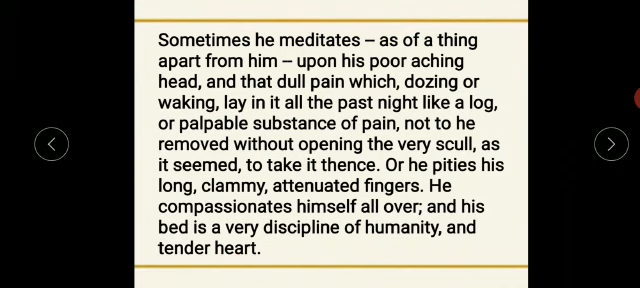 Sometimes he meditates – as of a thing
apart from him – upon his poor aching
head, and that dull pain which, dozing or
waking, lay in it all the past night like a log,
or palpable substance of pain, not to he
removed without opening the very scull, as
it seemed, to take it thence. Or he pities his
long, clammy, attenuated fingers. He
compassionates himself all over; and his
bed is a very discipline of humanity, and
tender heart.